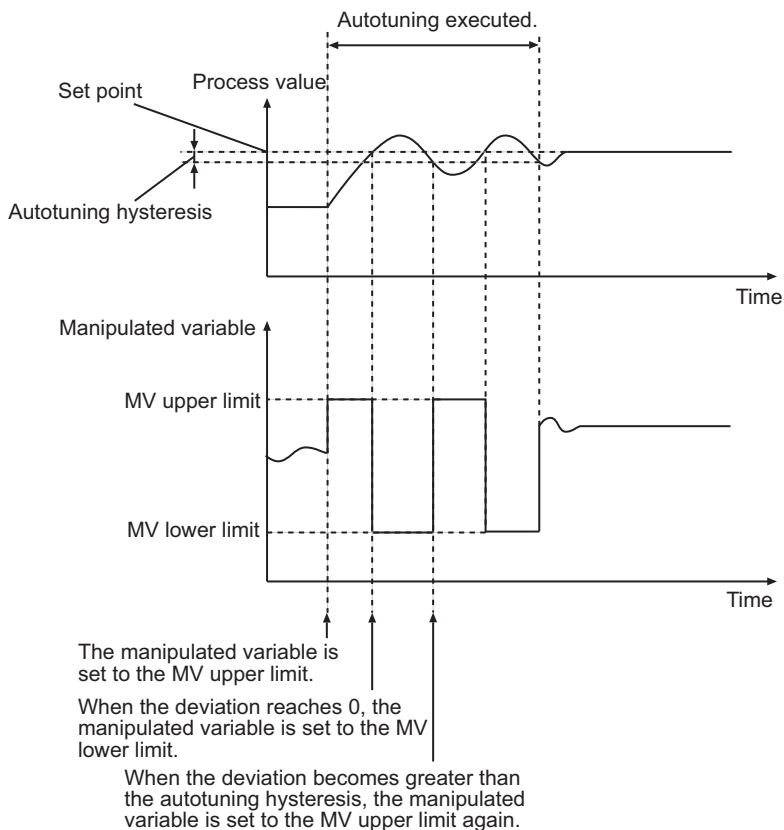 Autotuning executed.
Process value
Set point
Autotuning hysteresis
Time
Manipulated variable
MV upper limit
MV lower limit
Time
The manipulated variable is
set to the MV upper limit.
When the deviation reaches 0, the
manipulated variable is set to the MV
lower limit.
When the deviation becomes greater than
the autotuning hysteresis, the manipulated
variable is set to the MV upper limit again.